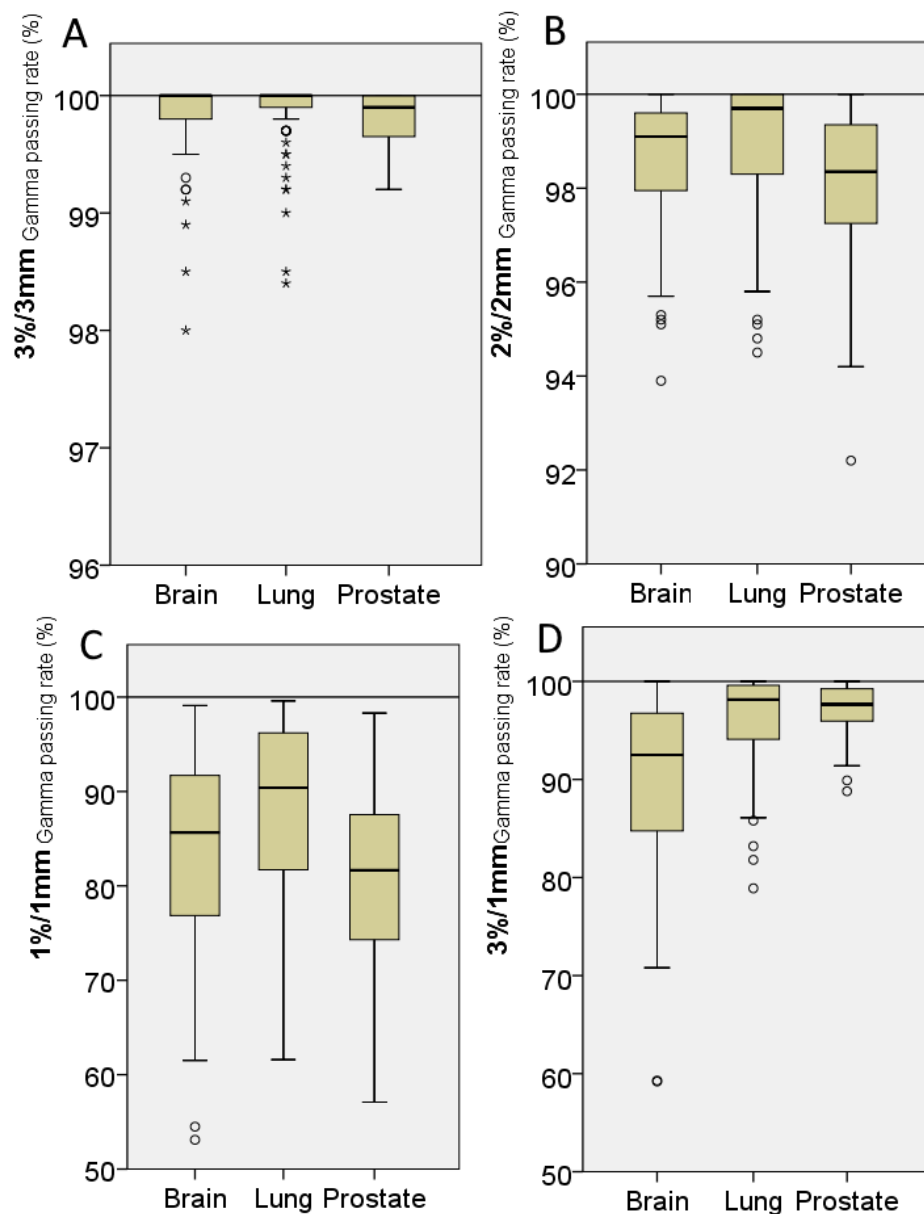 A
3%/3mm Gamma passing rate (%)
100
99
98
97
96
Brain Lung Prostate
B
2%/2mm Gamma passing rate (%)
100
98
96
94
92
90
Brain Lung Prostate
C
1%/1mm Gamma passing rate (%)
100
90
80
70
60
50
Brain Lung Prostate
D
3%/1mm Gamma passing rate (%)
100
90
80
70
60
50
Brain Lung Prostate